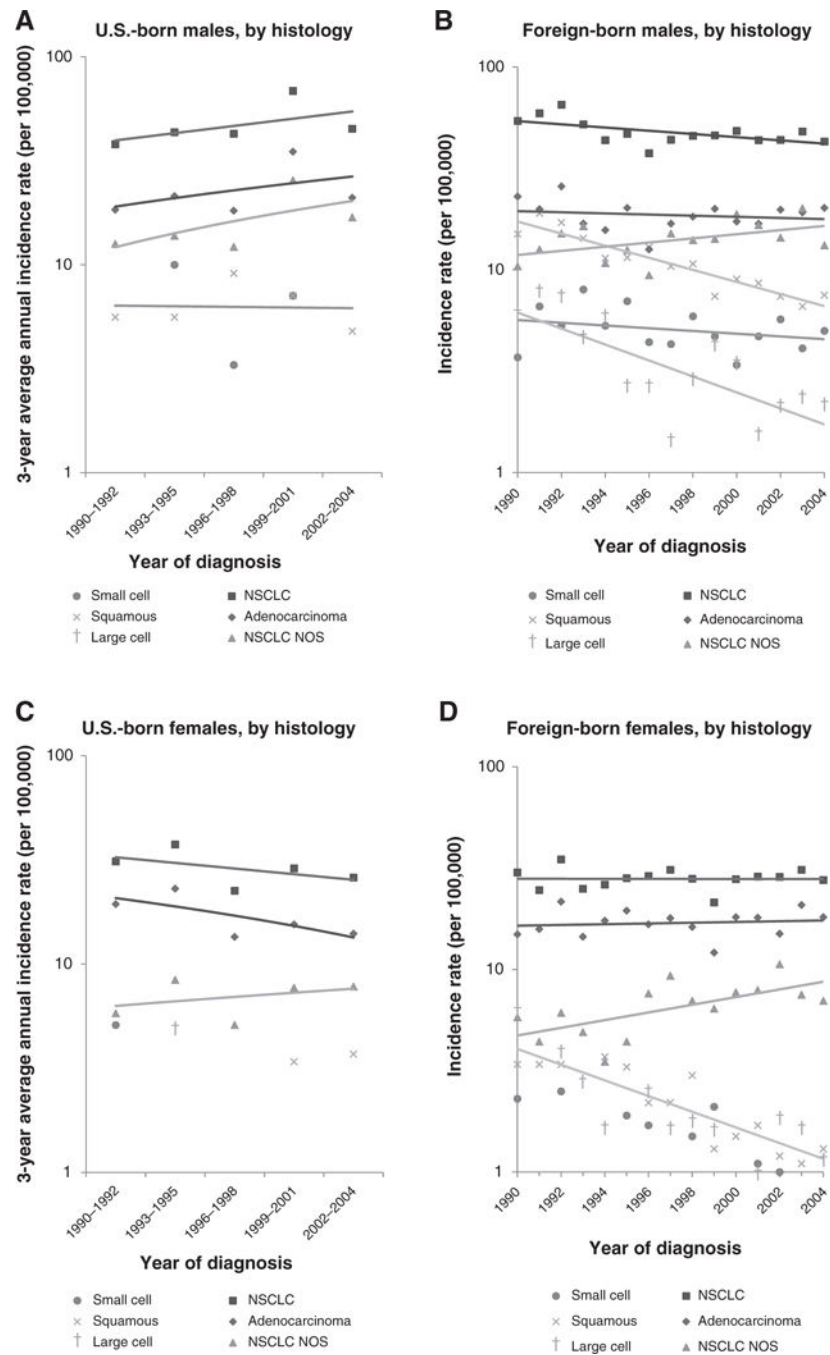 A
U.S.-born males, by histology
3-year average annual incidence rate (per 100,000)
100
10
1
1990–1992
1993–1995
1996–1998
1999–2001
2002–2004
Year of diagnosis
Small cell
Squamous
Large cell
NSCLC
Adenocarcinoma
NSCLC NOS
B
Foreign-born males, by histology
Incidence rate (per 100,000)
100
10
1
1990
1992
1994
1996
1998
2000
2002
2004
Year of diagnosis
Small cell
Squamous
Large cell
NSCLC
Adenocarcinoma
NSCLC NOS
C
U.S.-born females, by histology
3-year average annual incidence rate (per 100,000)
100
10
1
1990–1992
1993–1995
1996–1998
1999–2001
2002–2004
Year of diagnosis
Small cell
Squamous
Large cell
NSCLC
Adenocarcinoma
NSCLC NOS
D
Foreign-born females, by histology
Incidence rate (per 100,000)
100
10
1
1990
1992
1994
1996
1998
2000
2002
2004
Year of diagnosis
Small cell
Squamous
Large cell
NSCLC
Adenocarcinoma
NSCLC NOS